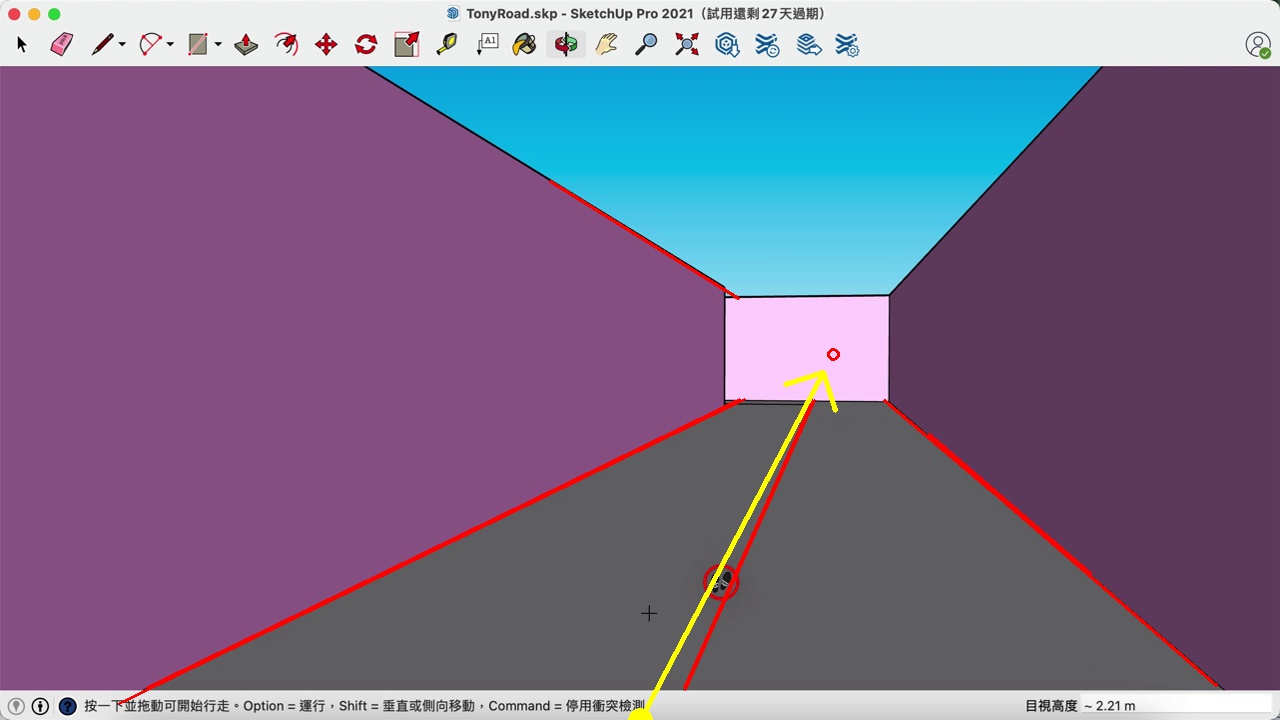 TonyRoad.skp - SketchUp Pro 2021（試用還剩 27 天過期）
A1
按一下並拖動可開始行走。Option = 運行，Shift = 垂直或側向移動，Command = 停用衝突檢測
目視高度 ~ 2.21 m